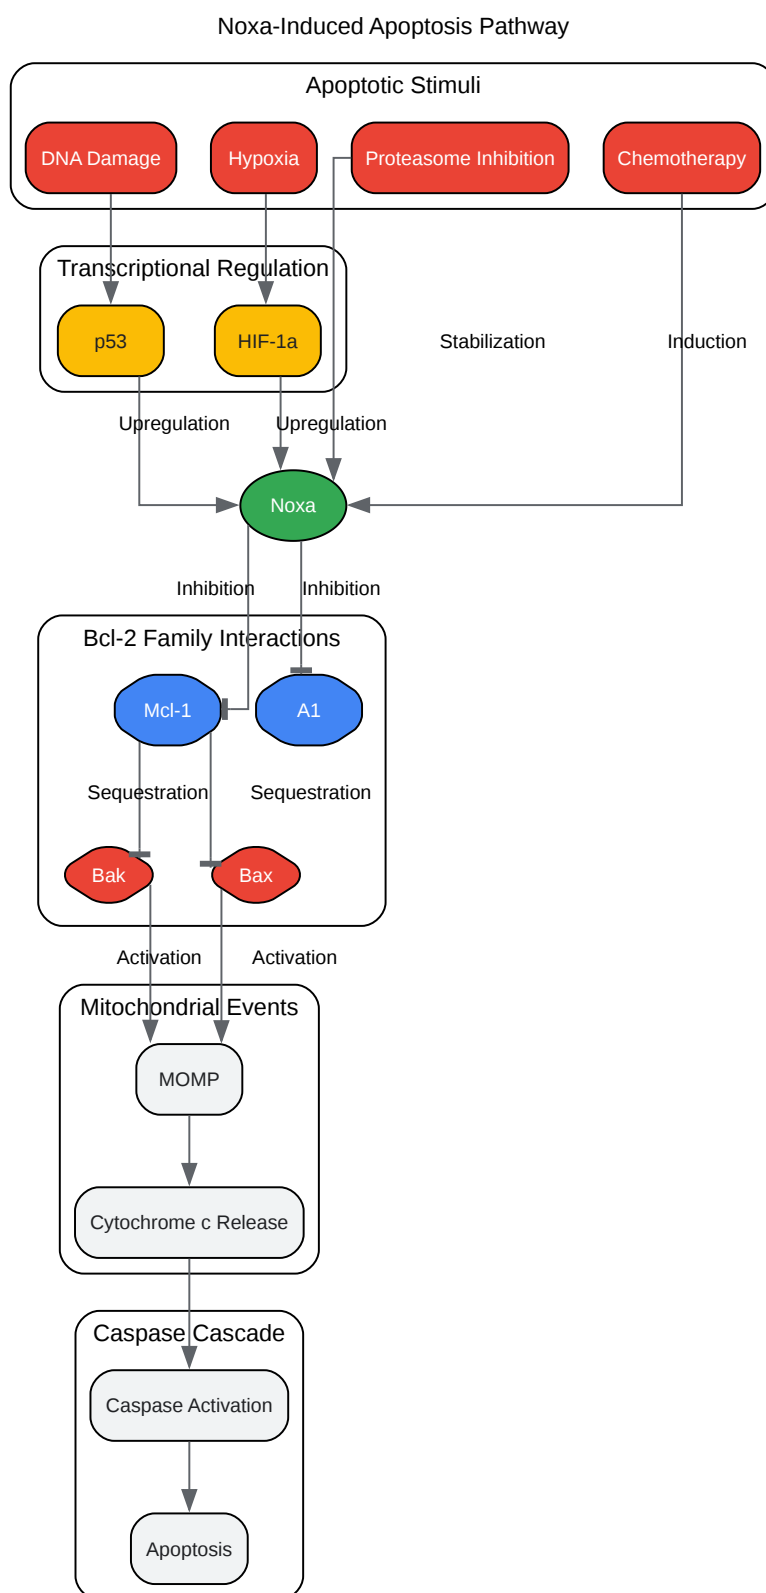 Noxa-Induced Apoptosis Pathway
Apoptotic Stimuli
DNA Damage
Hypoxia
Proteasome Inhibition
Chemotherapy
Transcriptional Regulation
p53
HIF-1a
Stabilization
Induction
Upregulation
Upregulation
Noxa
Inhibition
Inhibition
Bcl-2 Family Interactions
Mcl-1
A1
Sequestration
Sequestration
Bak
Bax
Activation
Activation
Mitochondrial Events
MOMP
Cytochrome c Release
Caspase Cascade
Caspase Activation
Apoptosis